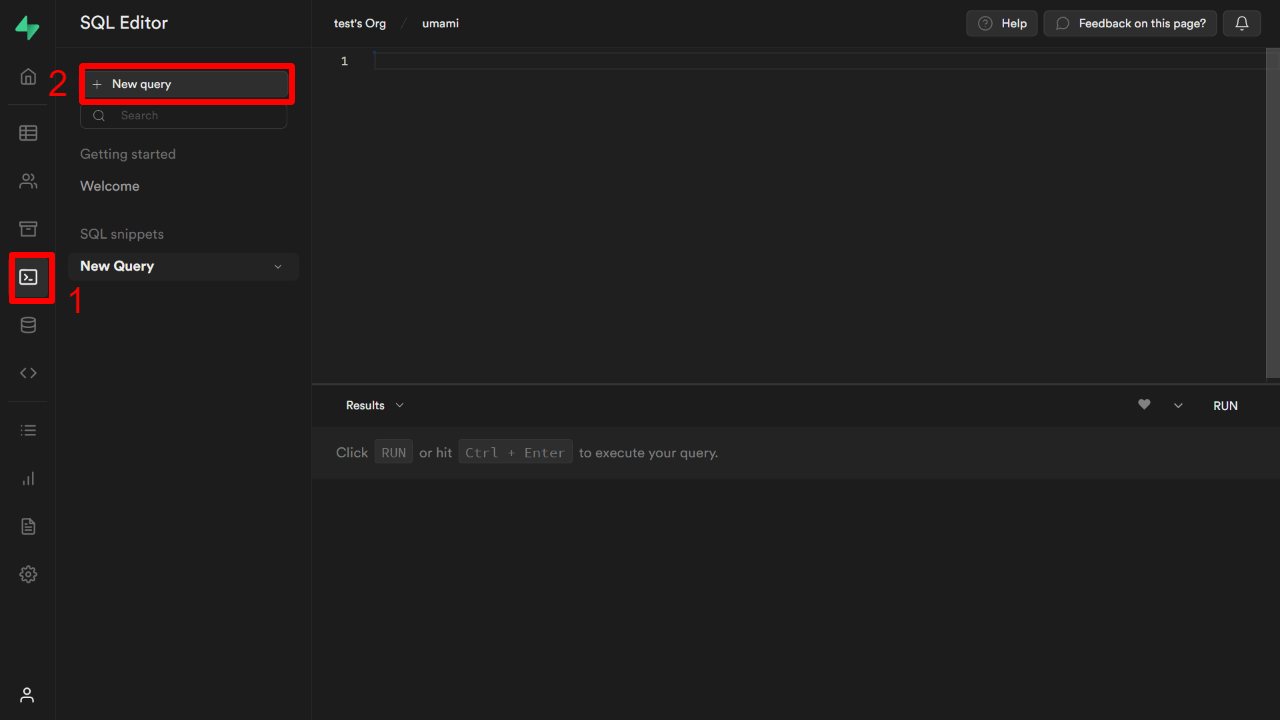 SQL Editor
test's Org / umami
Help
Feedback on this page?
2
+ New query
1
Search
Getting started
Welcome
SQL snippets
New Query
1
Results
RUN
Click RUN or hit Ctrl + Enter to execute your query.